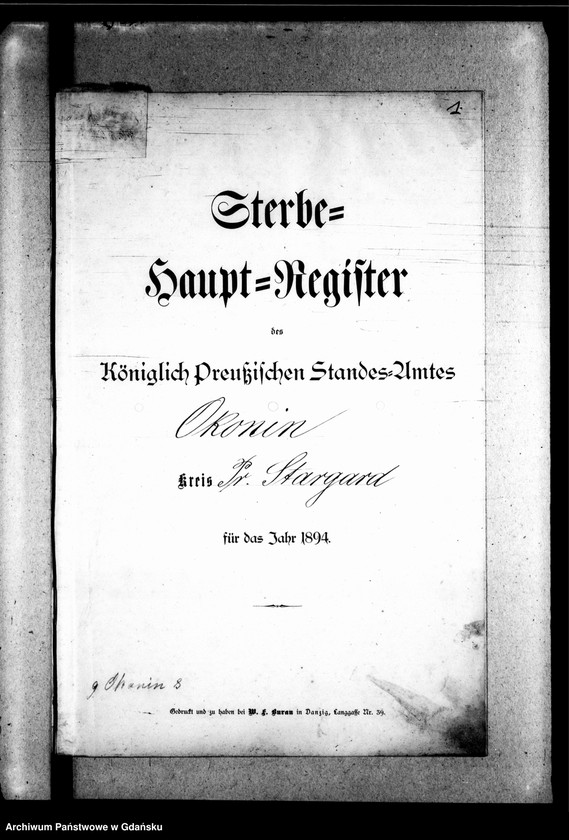 1.
Sterbe=
Haupt=Register
des
Königlich Preußischen Standes=Amtes
Okonin
Kreis Pr. Stargard
für das Jahr 1894.
g Okonin 8
Gedruckt und zu haben bei W. F. Burau in Danzig, Langgasse Nr. 39.
Archiwum Państwowe w Gdańsku